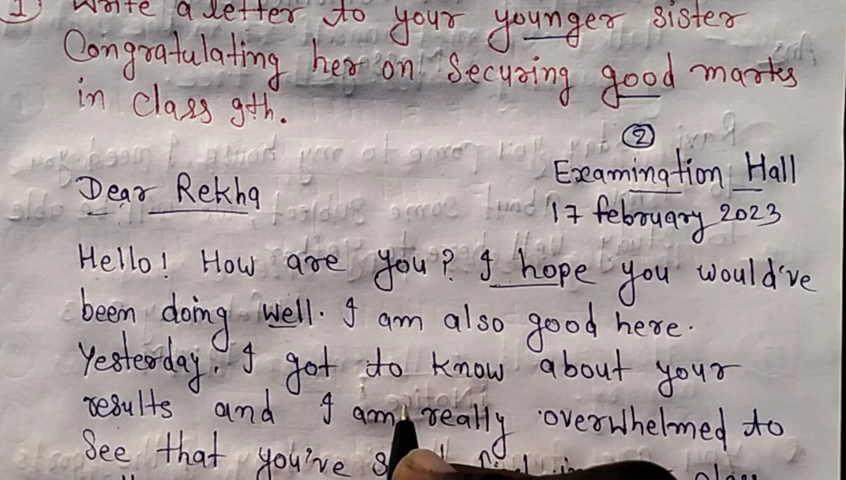 1) Write a letter to your younger sister
Congratulating her on Securing good marks
in class 9th.
2
Examination Hall
Dear Rekha
17 february 2023
Hello! How are you? I hope you would've
been doing well. I am also good here.
Yesterday, I got to know about your
results and I am really overwhelmed to
See that you've